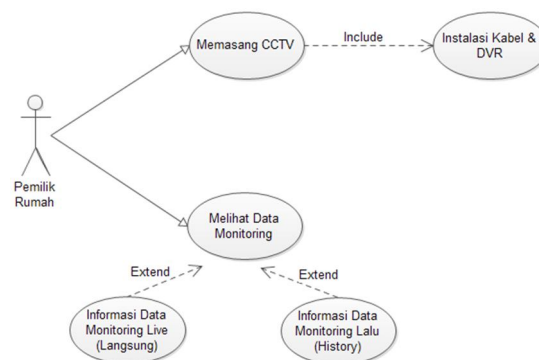 Memasang CCTV
Include
Instalasi Kabel &
DVR
Pemilik
Rumah
Melihat Data
Monitoring
Extend
Extend
Informasi Data
Monitoring Live
(Langsung)
Informasi Data
Monitoring Lalu
(History)